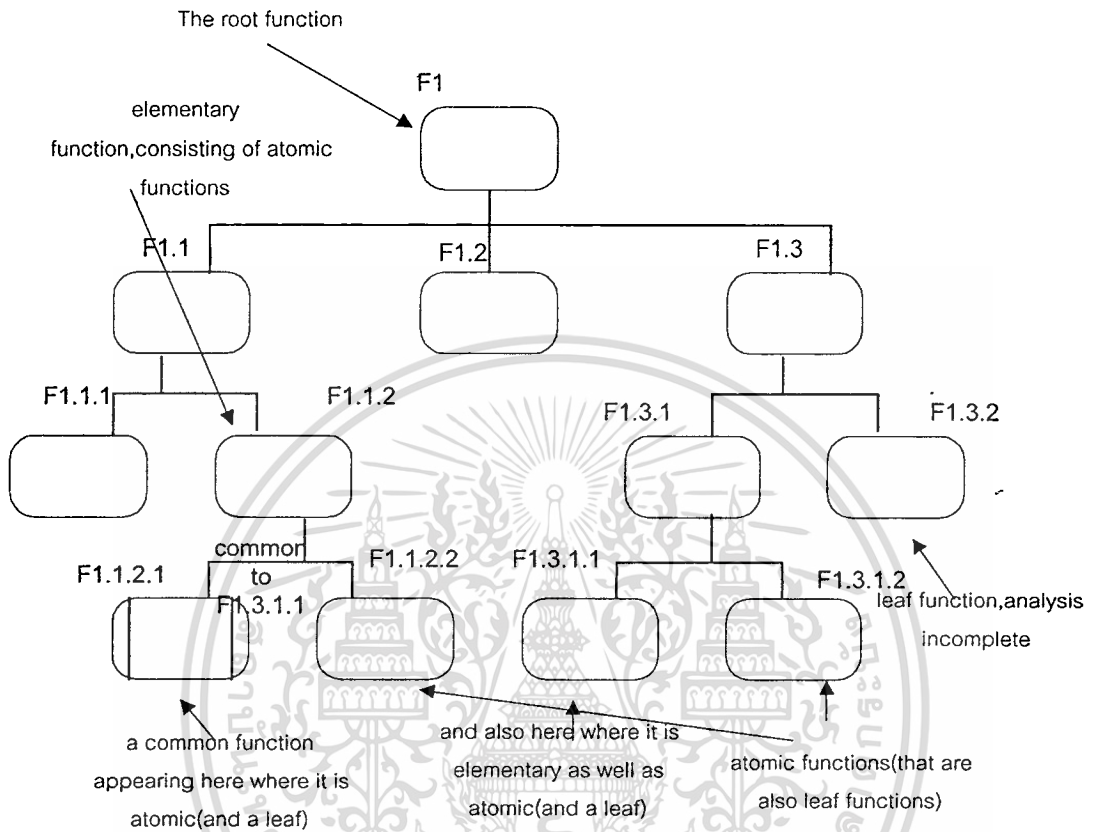 The root function
F1
elementary
function,consisting of atomic
functions
F1.1
F1.2
F1.3
F1.1.1
F1.1.2
F1.3.1
F1.3.2
common
to
F1.3.1.1
F1.1.2.1
F1.1.2.2
F1.3.1.1
F1.3.1.2
leaf function,analysis
incomplete
a common function
appearing here where it is
atomic(and a leaf)
and also here where it is
elementary as well as
atomic(and a leaf)
atomic functions(that are
also leaf functions)